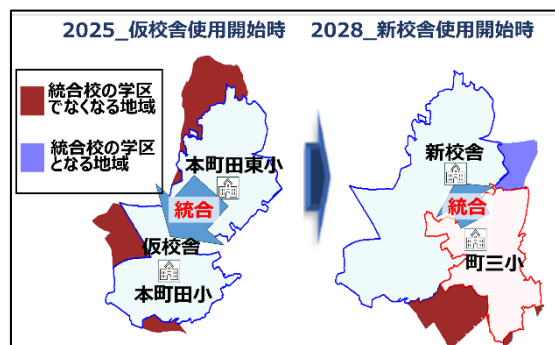 2025_仮校舎使用開始時
2028_新校舎使用開始時
統合校の学区
でなくなる地域
統合校の学区
となる地域
本町田東小
統合
仮校舎
本町田小
新校舎
統合
町三小